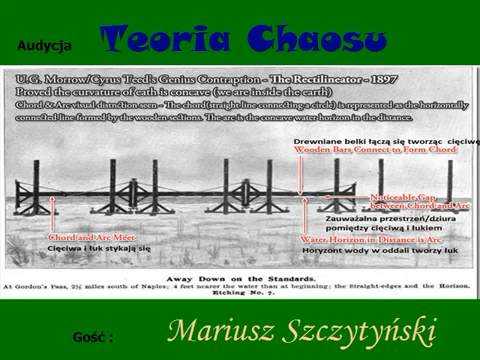 Audycja
Teoria Chaosu
U.G. Morrow/Cyrus Teed's Genius Contraption - The Rectilineator - 1897
Proved the curvature of eath is concave (we are inside the earth)
Chord & Arc visual distinction seen - The chord (straight line connecting a circle) is represented as the horizontally
connected line formed by the wooden sections. The arc is the concave water horizon in the distance.
Drewniane belki łączą się tworząc cięciwę
Wooden Bars Connect to Form Chord
Noticeable Gap
between Chord and Arc
Zauważalna przestrzeń/dziura
pomiędzy cięciwą i łukiem
Chord and Arc Meet
Cięciwa i łuk stykają się
Water Horizon in Distance is Arc
Horyzont wody w oddali tworzy luk
Away Down on the Standards.
At Gordon's Pass, 2½ miles south of Naples; 4 feet nearer the water than at beginning; the Straight-edges and the Horizon.
Etching No. 7.
Gość :
Mariusz Szczytyński